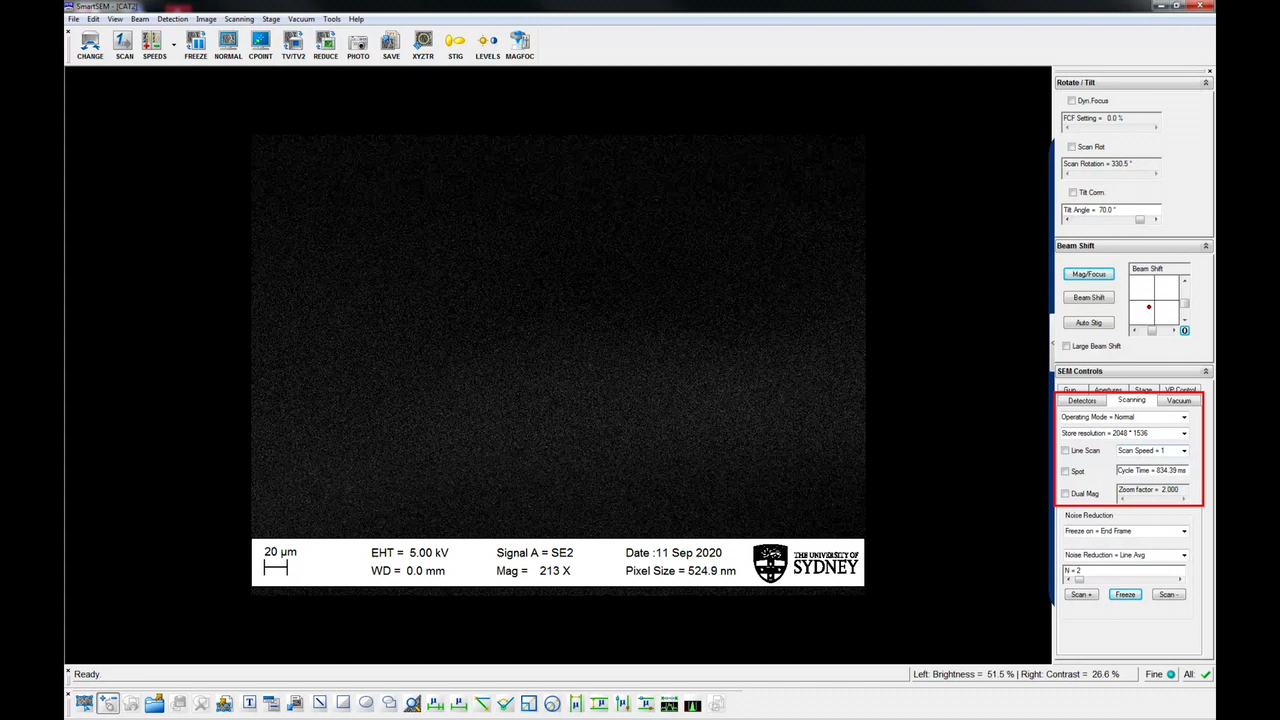 SmartSEM - [CAT2]
File Edit View Beam Detection Image Scanning Stage Vacuum Tools Help
CHANGE SCAN SPEEDS FREEZE NORMAL CPOINT TV/TV2 REDUCE PHOTO SAVE XYZTR STIG LEVELS MAGFOC
Rotate / Tilt
Dyn.Focus
FCF Setting = 0.0 %
Scan Rot
Scan Rotation = 330.5 °
Tilt Corrn.
Tilt Angle = 70.0 °
Beam Shift
Mag/Focus
Beam Shift
Beam Shift
Auto Stig
Large Beam Shift
SEM Controls
Gun Apertures Stage VP Control
Detectors Scanning Vacuum
Operating Mode = Normal
Store resolution = 2048 * 1536
Line Scan Scan Speed = 1
Spot Cycle Time = 834.39 ms
Dual Mag Zoom factor = 2.000
Noise Reduction
Freeze on = End Frame
Noise Reduction = Line Avg
N = 2
Scan + Freeze Scan -
20 µm EHT = 5.00 kV Signal A = SE2 Date :11 Sep 2020
WD = 0.0 mm Mag = 213 X Pixel Size = 524.9 nm
THE UNIVERSITY OF
SYDNEY
Ready. Left: Brightness = 51.5 % | Right: Contrast = 26.6 % Fine All: